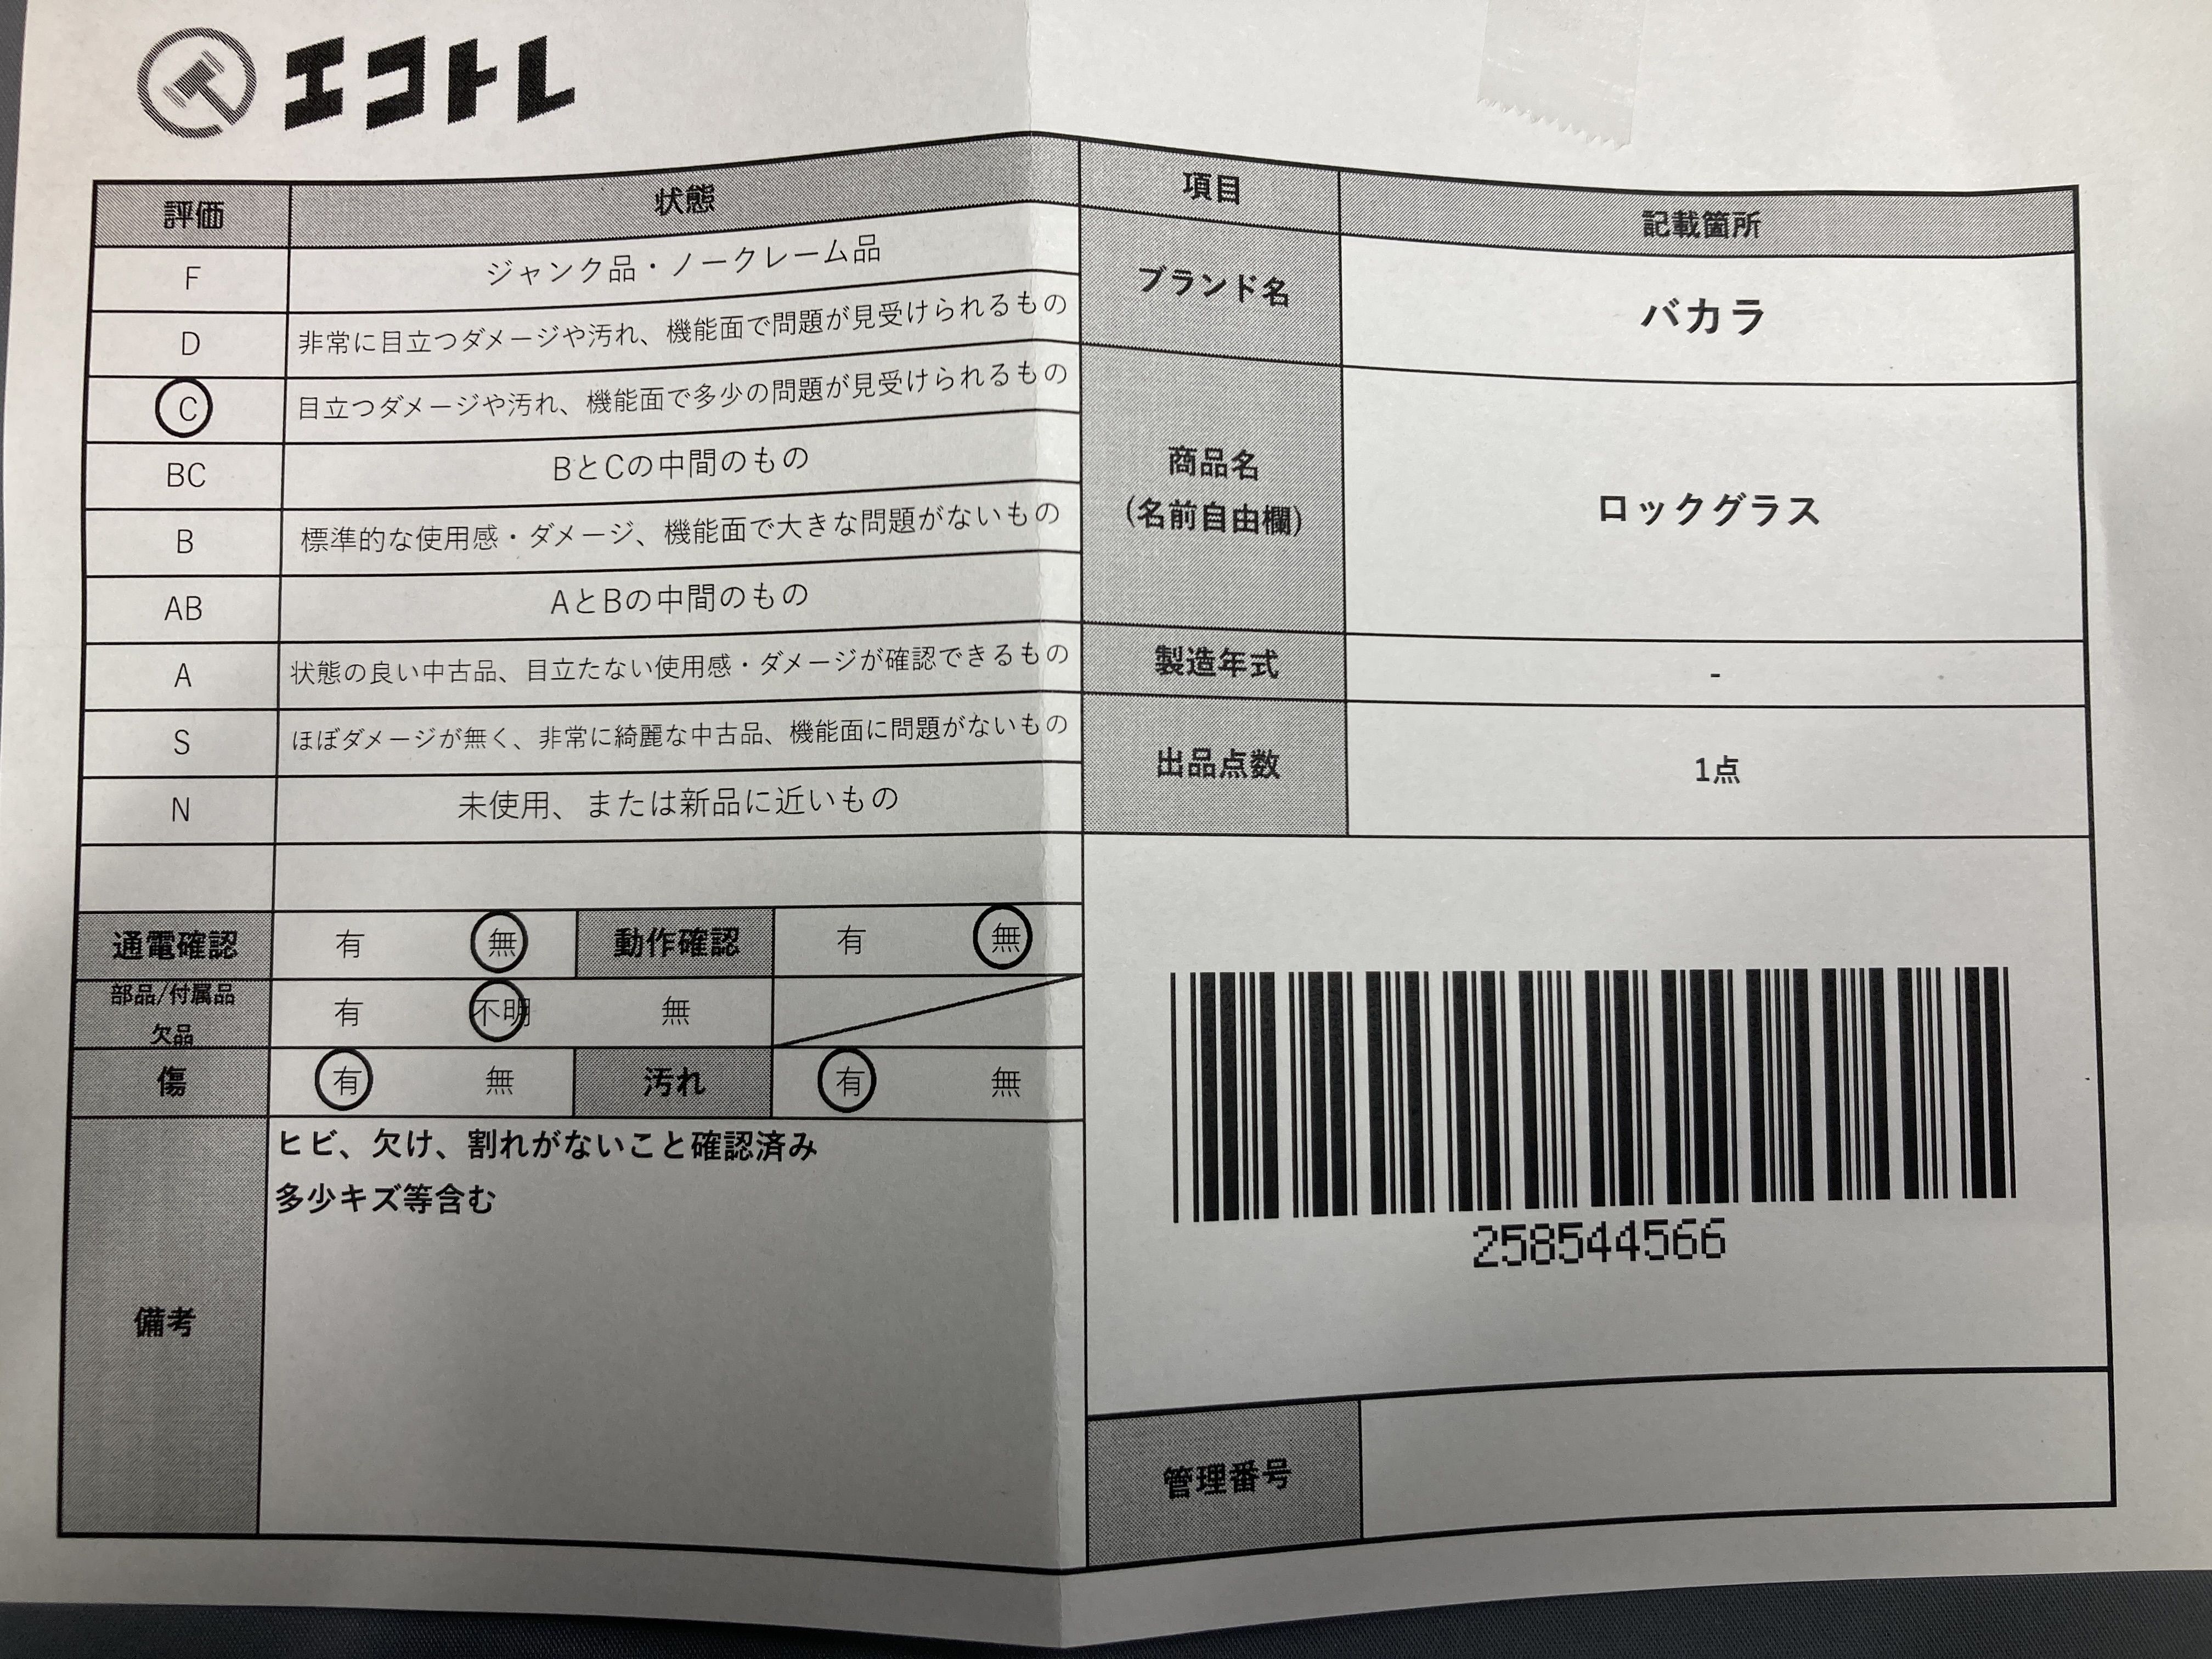 エコトレ
評価 状態
F ジャンク品・ノークレーム品
D 非常に目立つダメージや汚れ、機能面で問題が見受けられるもの
C 目立つダメージや汚れ、機能面で多少の問題が見受けられるもの
BC BとCの中間のもの
B 標準的な使用感・ダメージ、機能面で大きな問題がないもの
AB AとBの中間のもの
A 状態の良い中古品、目立たない使用感・ダメージが確認できるもの
S ほぼダメージが無く、非常に綺麗な中古品、機能面に問題がないもの
N 未使用、または新品に近いもの
通電確認 有 無 動作確認 有 無
部品/付属品
欠品
有 不明 無
傷 有 無 汚れ 有 無
備考
ヒビ、欠け、割れがないこと確認済み
多少キズ等含む
項目 記載箇所
ブランド名 バカラ
商品名
(名前自由欄)
ロックグラス
製造年式 -
出品点数 1点
258544566
管理番号